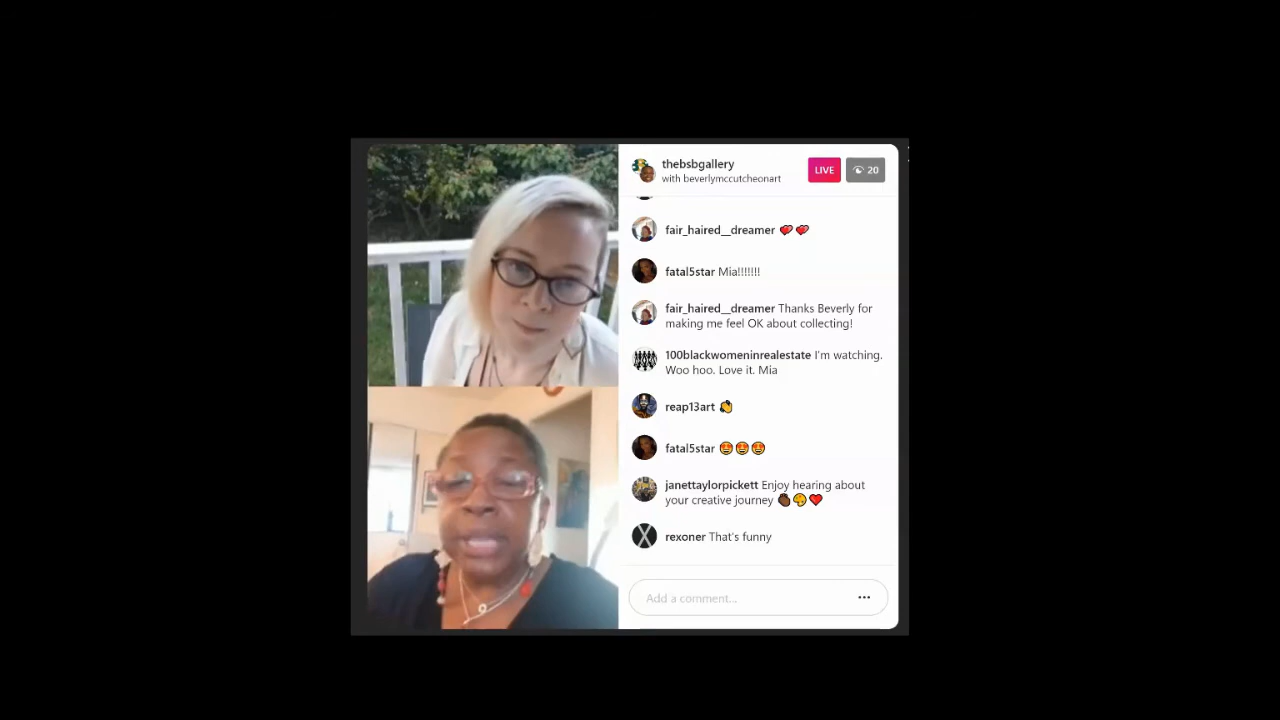 thebsbgallery
with beverlymccutcheonart
LIVE
20
fair_haired__dreamer 💕💕
fatal5star Mia!!!!!!!
fair_haired__dreamer Thanks Beverly for
making me feel OK about collecting!
100blackwomeninrealestate I'm watching.
Woo hoo. Love it. Mia
reap13art 👏
fatal5star 😍😍😍
janettaylorpickett Enjoy hearing about
your creative journey
rexoner That's funny
Add a comment...